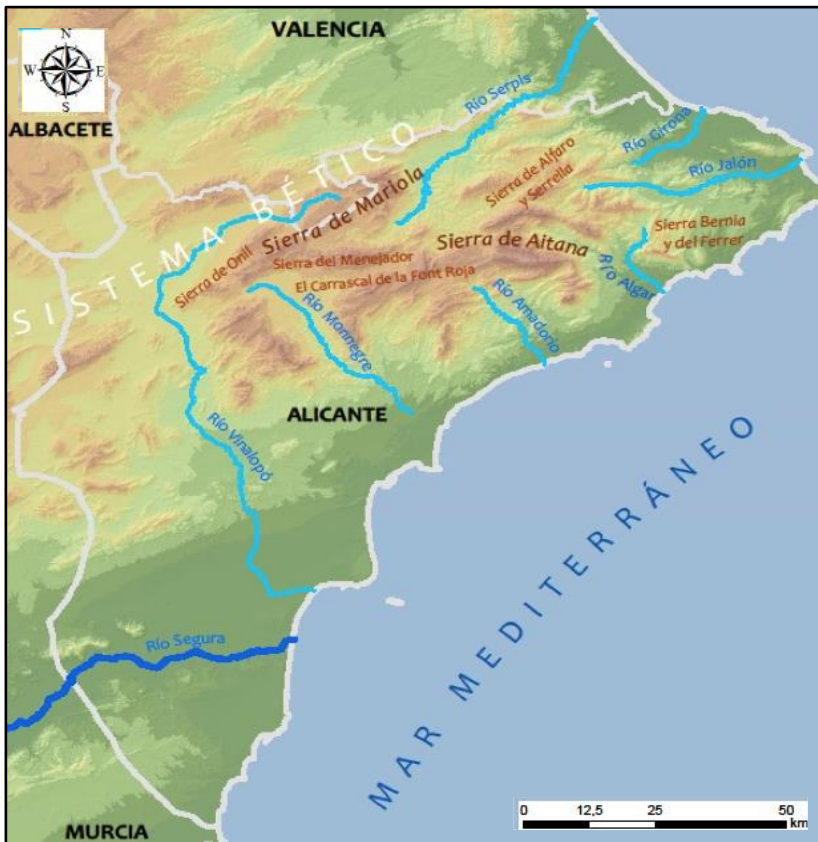 VALENCIA
N
W E
S
ALBACETE
Río Serpis
Río Girona
Río Jalón
SISTEMA BÉTICO
Sierra de Alfaro
y Serrella
Sierra de Mariola
Sierra Bernia
y del Ferrer
Sierra de Aitana
Sierra de Onil
Sierra del Menejador
El Carrascal de la Font Roja
Río Algar
Río Amadorio
Río Monnegre
ALICANTE
Río Vinalopó
MAR MEDITERRÁNEO
Río Segura
0 12,5 25 50
km
MURCIA